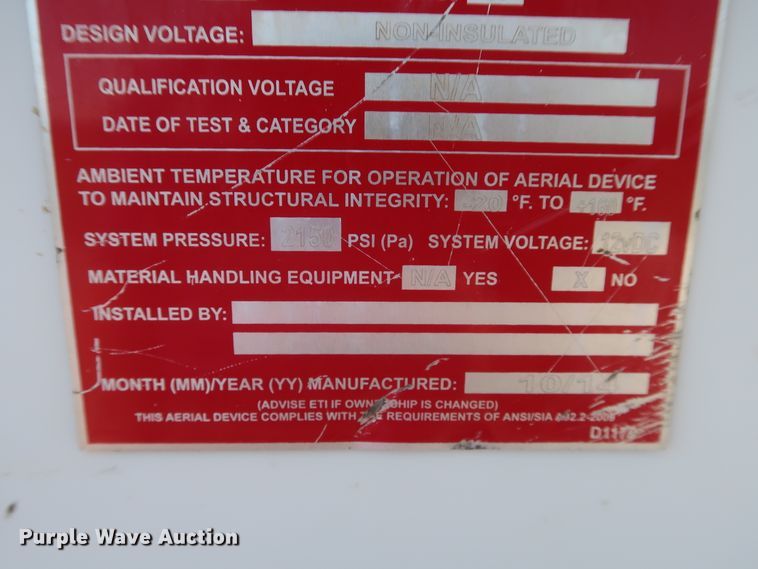 DESIGN VOLTAGE: NON-INSULATED
QUALIFICATION VOLTAGE N/A
DATE OF TEST & CATEGORY N/A
AMBIENT TEMPERATURE FOR OPERATION OF AERIAL DEVICE
TO MAINTAIN STRUCTURAL INTEGRITY: -20 °F. TO °F.
SYSTEM PRESSURE: 2150 PSI (Pa) SYSTEM VOLTAGE: 12vDC
MATERIAL HANDLING EQUIPMENT N/A YES X NO
INSTALLED BY:
MONTH (MM)/YEAR (YY) MANUFACTURED:
(ADVISE ETI IF OWNERSHIP IS CHANGED)
THIS AERIAL DEVICE COMPLIES WITH THE REQUIREMENTS OF ANSI/SIA
Purple Wave Auction